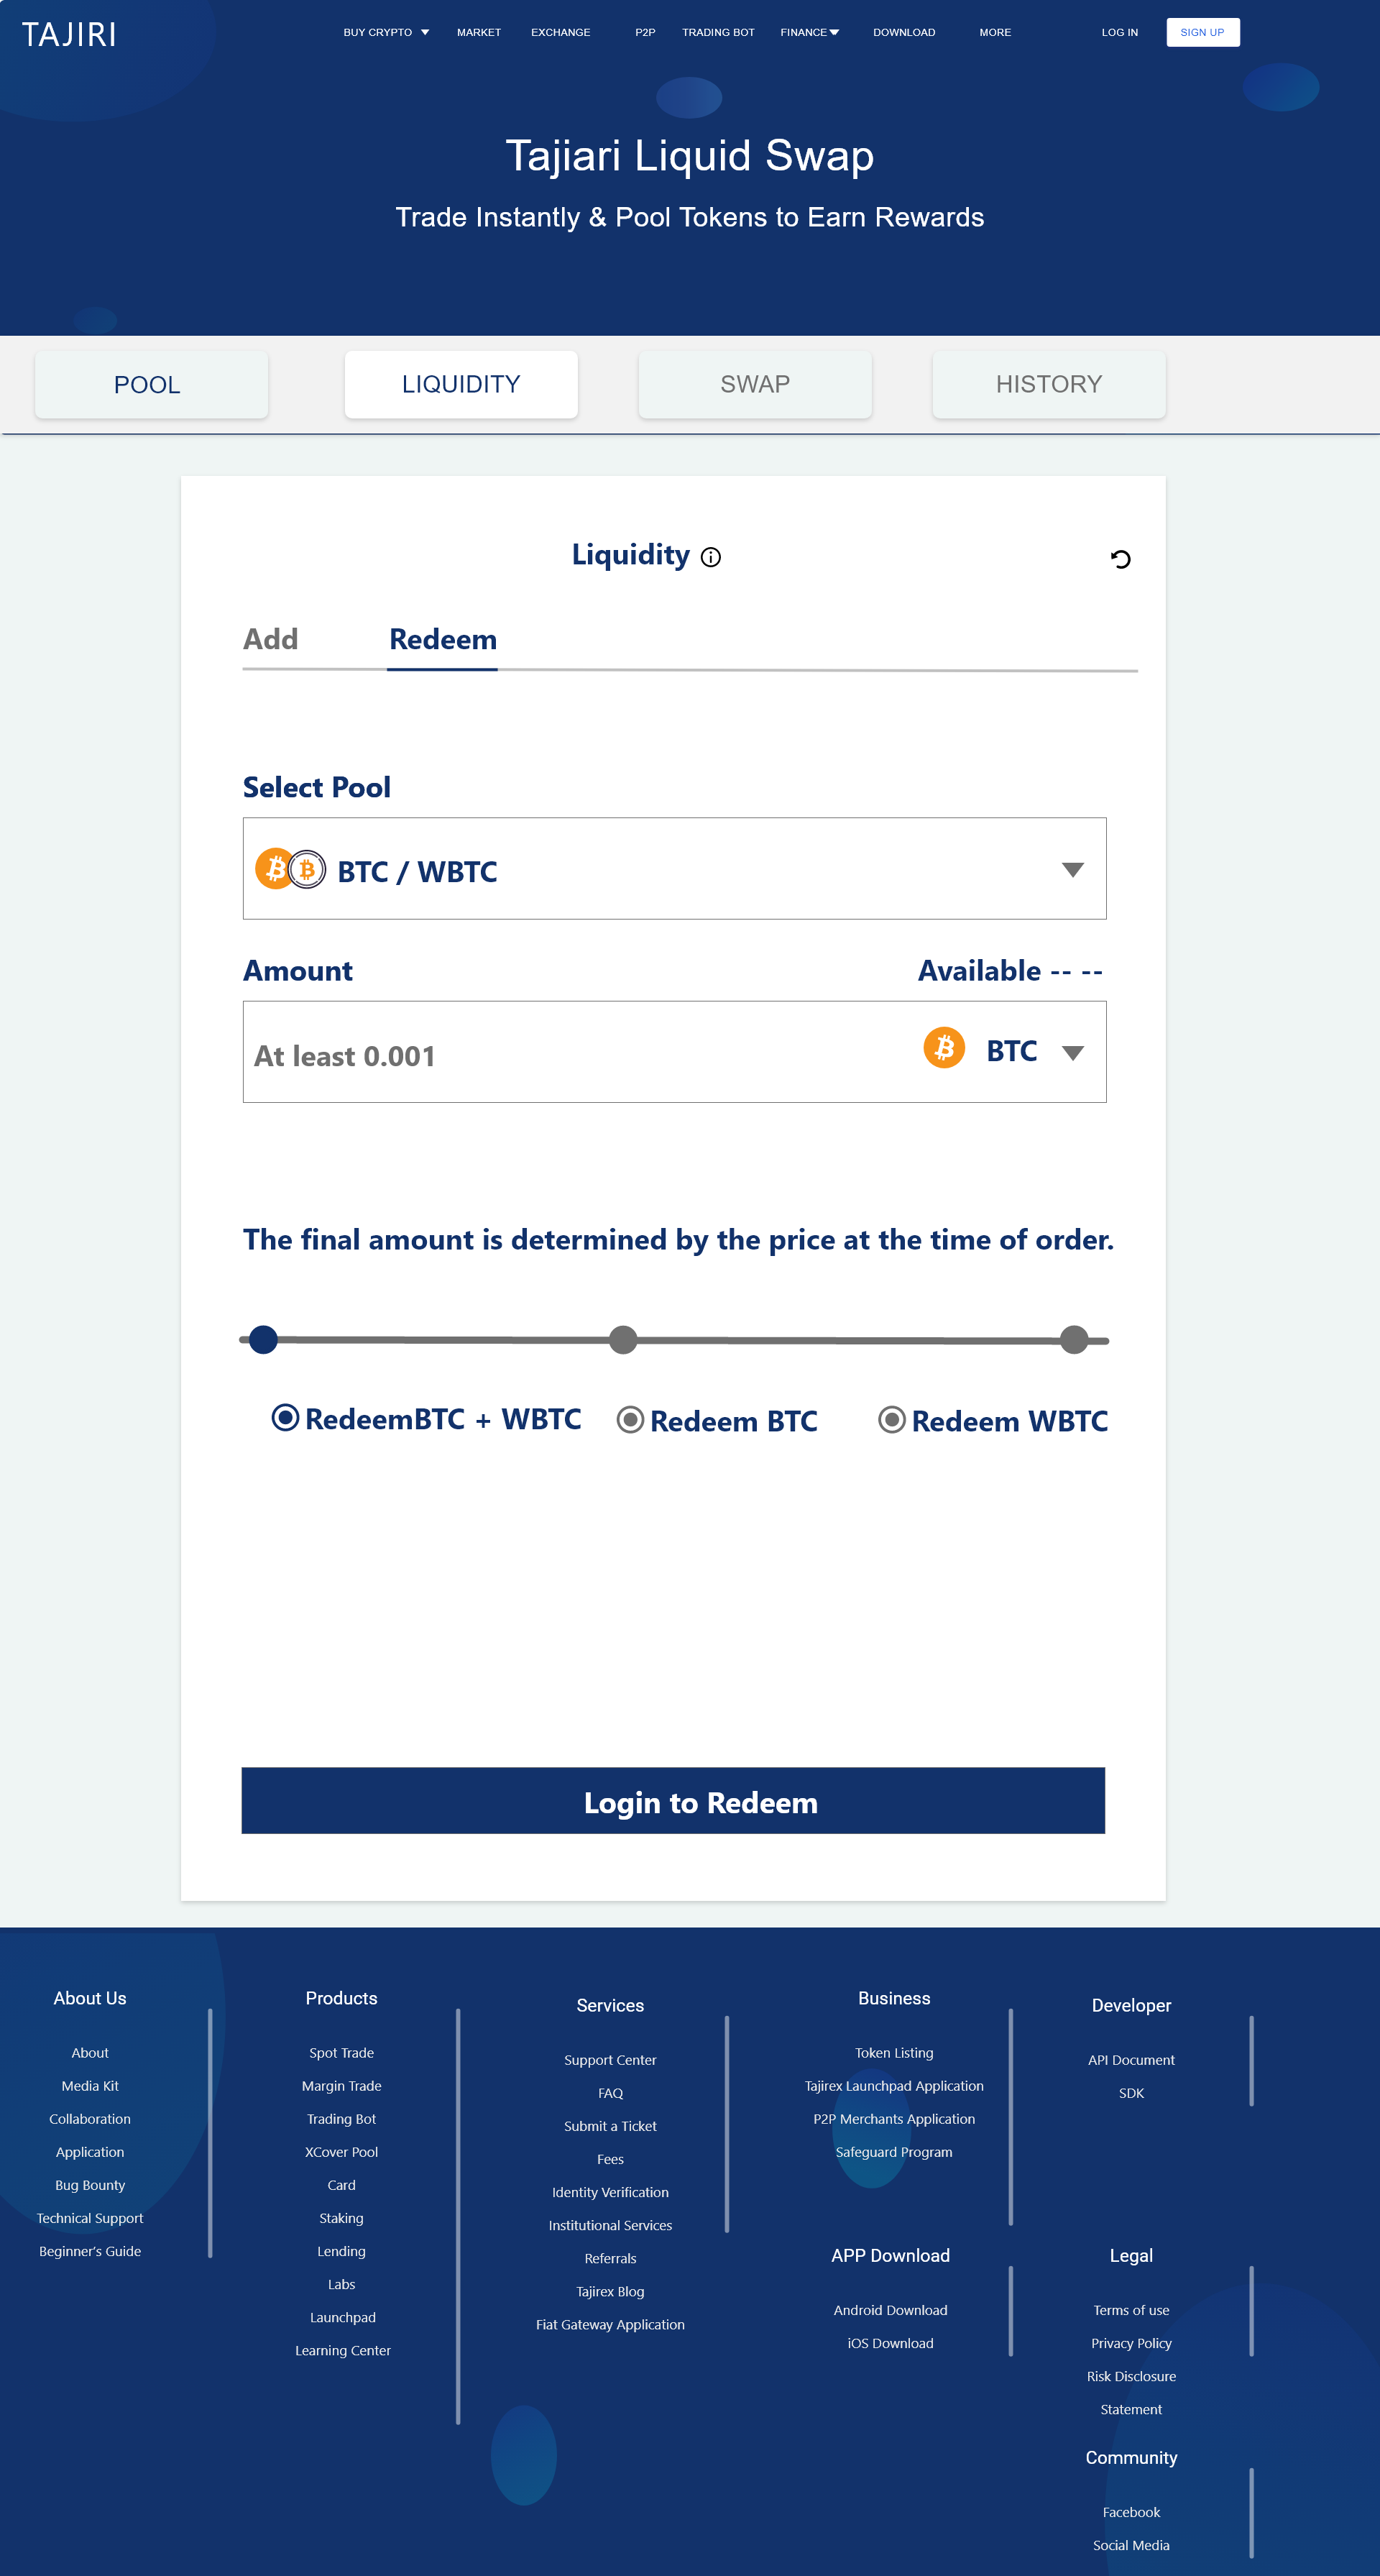 TAJIRI
BUY CRYPTO MARKET EXCHANGE P2P TRADING BOT FINANCE DOWNLOAD MORE LOG IN SIGN UP
Tajiari Liquid Swap
Trade Instantly & Pool Tokens to Earn Rewards
POOL LIQUIDITY SWAP HISTORY
Liquidity
Add Redeem
Select Pool
BTC / WBTC
Amount Available -- --
At least 0.001 BTC
The final amount is determined by the price at the time of order.
RedeemBTC + WBTC Redeem BTC Redeem WBTC
Login to Redeem
About Us
About
Media Kit
Collaboration
Application
Bug Bounty
Technical Support
Beginner's Guide
Products
Spot Trade
Margin Trade
Trading Bot
XCover Pool
Card
Staking
Lending
Labs
Launchpad
Learning Center
Services
Support Center
FAQ
Submit a Ticket
Fees
Identity Verification
Institutional Services
Referrals
Tajirex Blog
Fiat Gateway Application
Business
Token Listing
Tajirex Launchpad Application
P2P Merchants Application
Safeguard Program
APP Download
Android Download
iOS Download
Developer
API Document
SDK
Legal
Terms of use
Privacy Policy
Risk Disclosure
Statement
Community
Facebook
Social Media